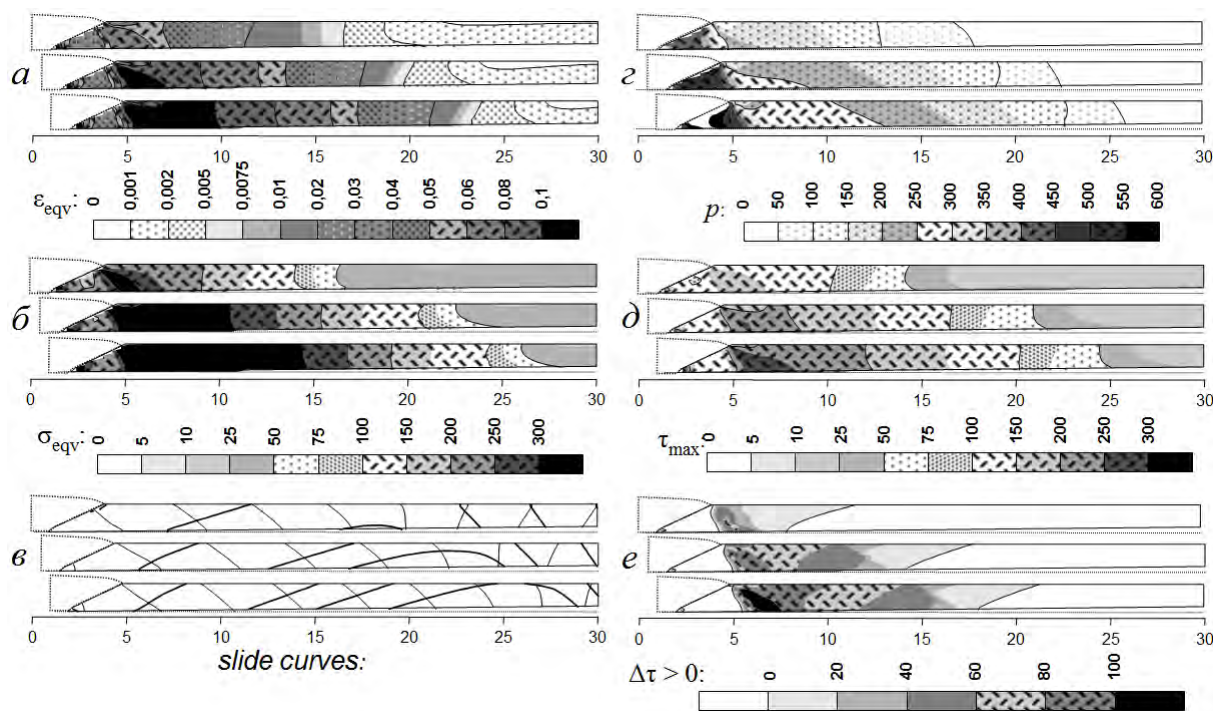 а
0 5 10 15 20 25 30
εeqv: 0 0,001 0,002 0,005 0,0075 0,01 0,02 0,03 0,04 0,05 0,06 0,08 0,1
б
0 5 10 15 20 25 30
σeqv: 0 5 10 25 50 75 100 150 200 250 300
в
0 5 10 15 20 25 30
slide curves:
г
0 5 10 15 20 25 30
p: 0 50 100 150 200 250 300 350 400 450 500 550 600
д
0 5 10 15 20 25 30
τmax: 0 5 10 25 50 75 100 150 200 250 300
е
0 5 10 15 20 25 30
Δτ > 0: 0 20 40 60 80 100